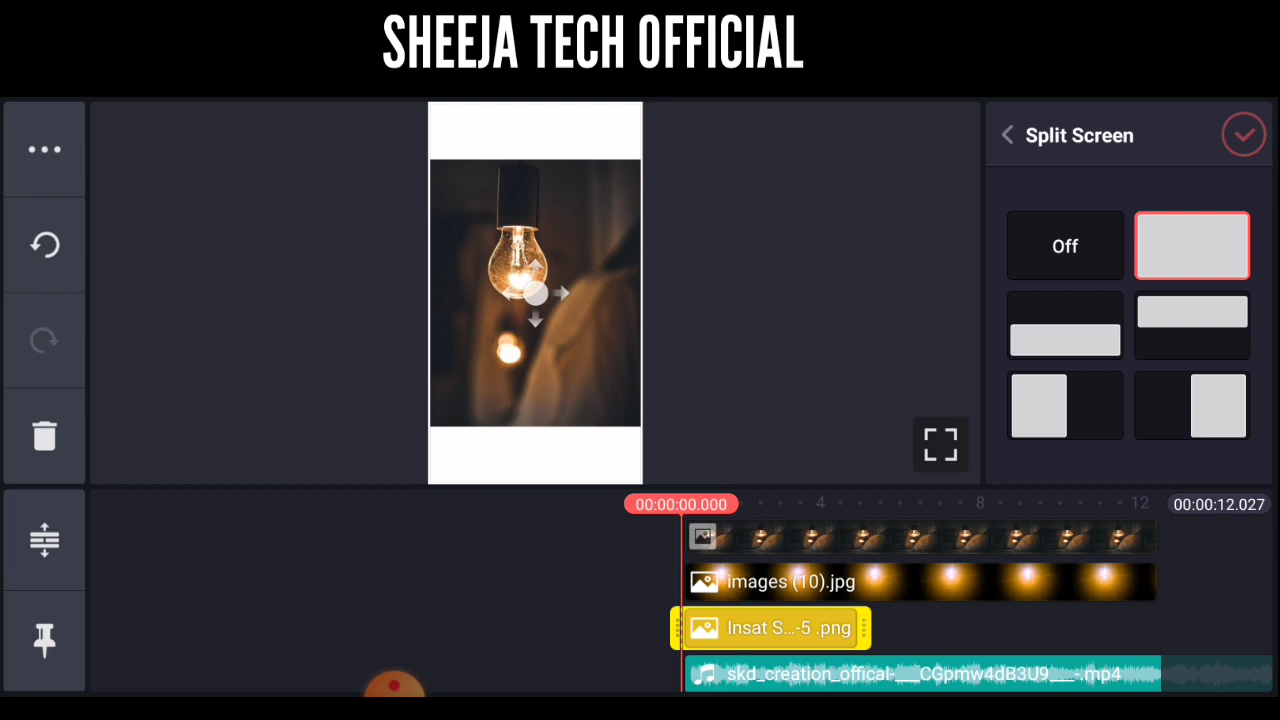 SHEEJA TECH OFFICIAL
Split Screen
Off
00:00:00.000
4
8
12
00:00:12.027
images (10).jpg
Insat S...-5 .png
skd_creation_offical-___CGpmw4dB3U9___-.mp4